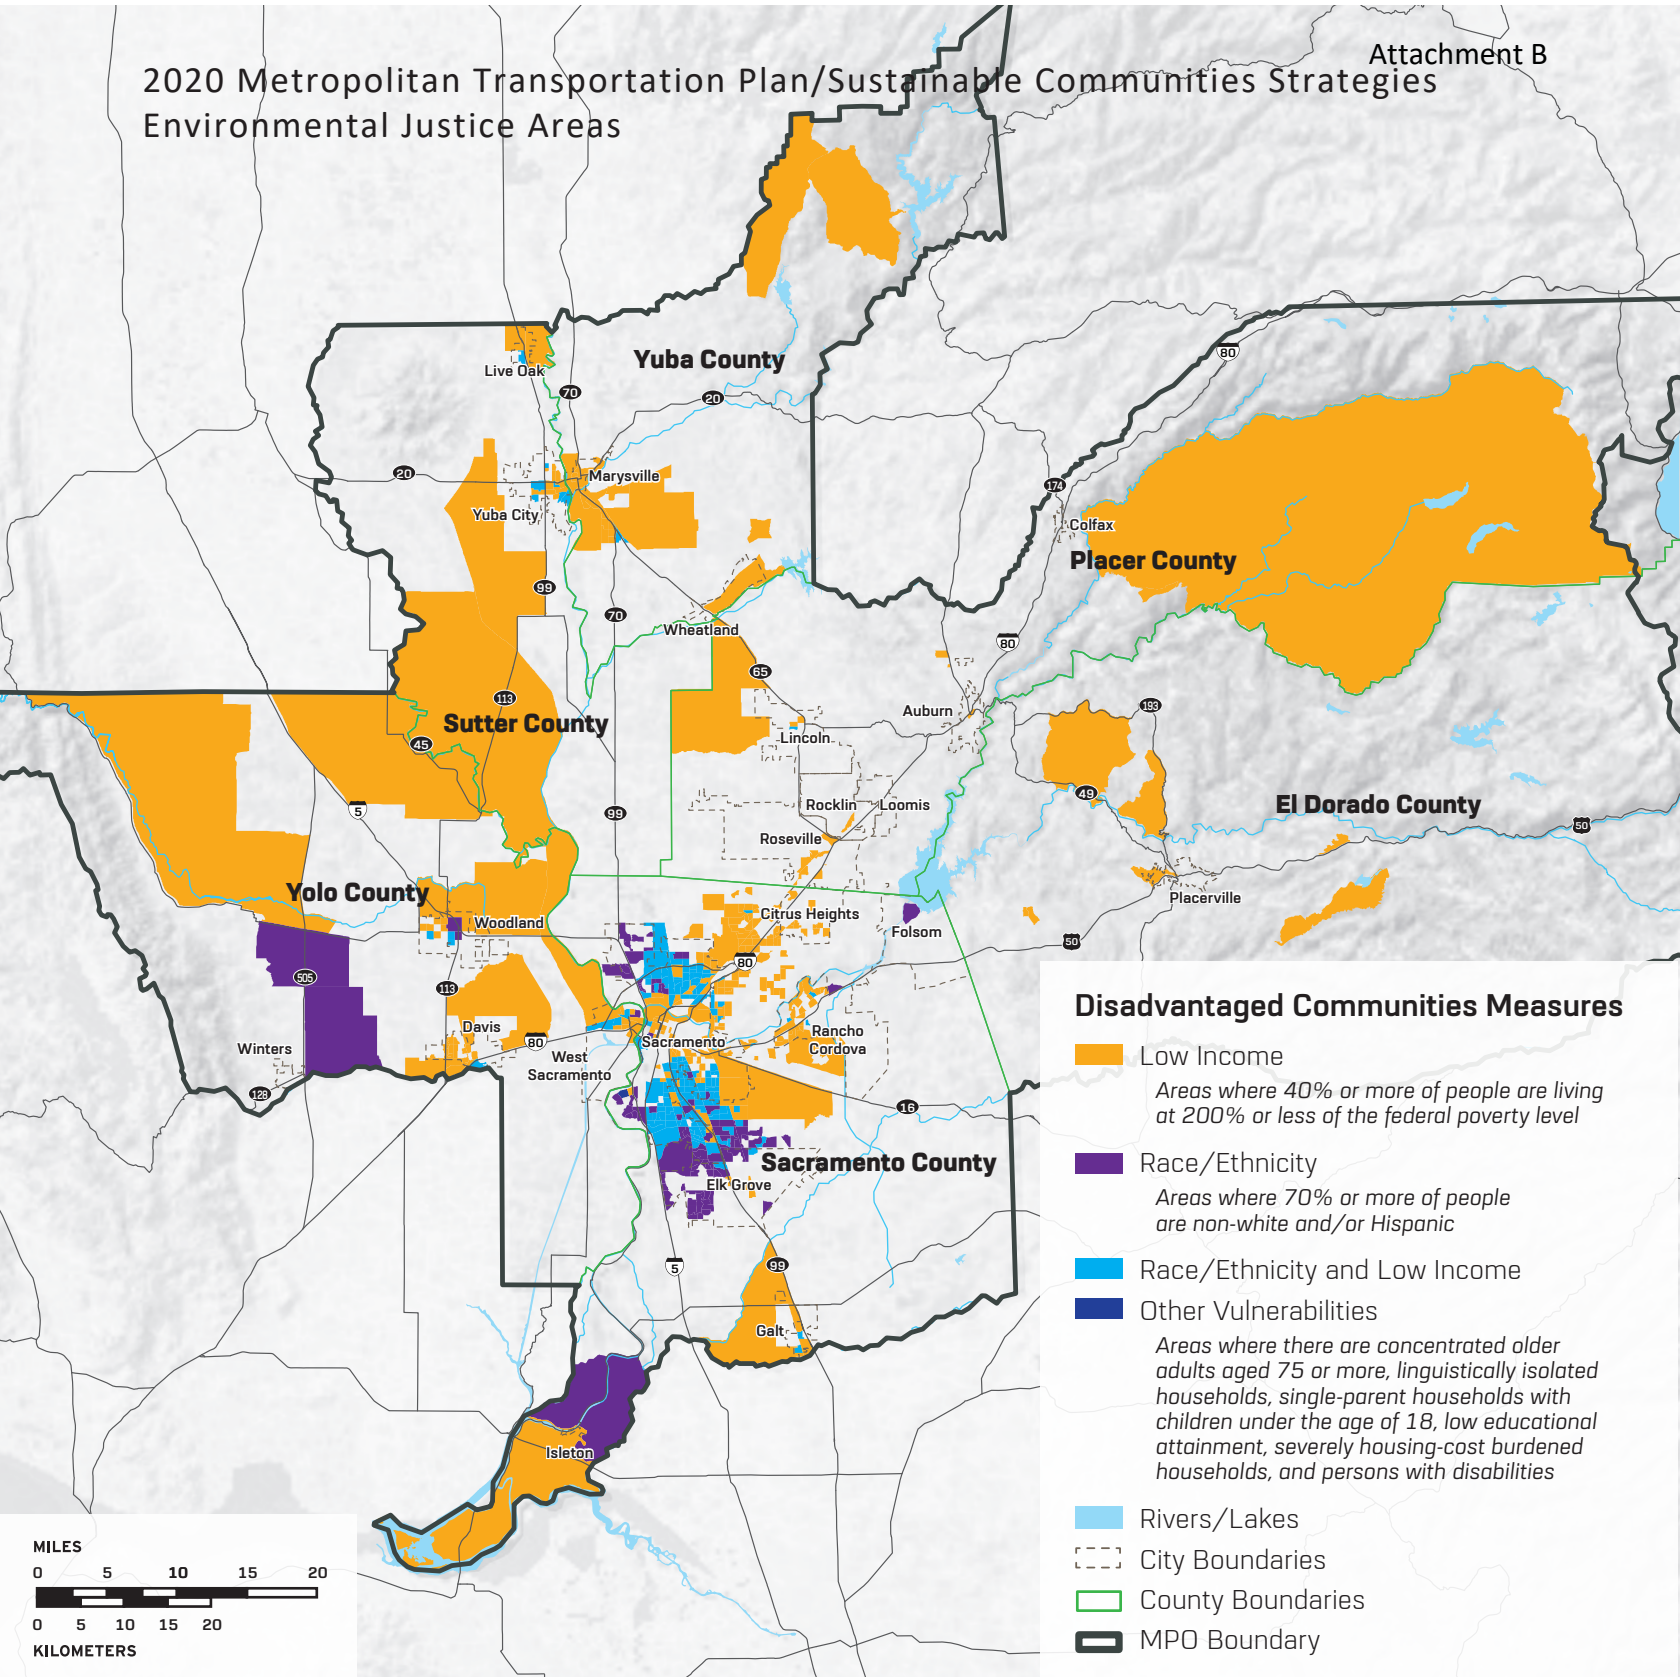 Attachment B
2020 Metropolitan Transportation Plan/Sustainable Communities Strategies
Environmental Justice Areas
Yuba County
80
Live Oak
70
20
20
Marysville
174
Yuba City
Colfax
Placer County
99
70
Wheatland
80
65
113
193
Auburn
Sutter County
45
Lincoln
49
Rocklin
Loomis
El Dorado County
5
99
50
Roseville
Yolo County
Placerville
Woodland
Citrus Heights
Folsom
50
80
505
113
Davis
80
Rancho
Cordova
Sacramento
Winters
West
Sacramento
128
16
Sacramento County
Elk Grove
5
99
Galt
Isleton
Disadvantaged Communities Measures
Low Income
Areas where 40% or more of people are living
at 200% or less of the federal poverty level
Race/Ethnicity
Areas where 70% or more of people
are non-white and/or Hispanic
Race/Ethnicity and Low Income
Other Vulnerabilities
Areas where there are concentrated older
adults aged 75 or more, linguistically isolated
households, single-parent households with
children under the age of 18, low educational
attainment, severely housing-cost burdened
households, and persons with disabilities
Rivers/Lakes
City Boundaries
County Boundaries
MPO Boundary
MILES
0 5 10 15 20
0 5 10 15 20
KILOMETERS